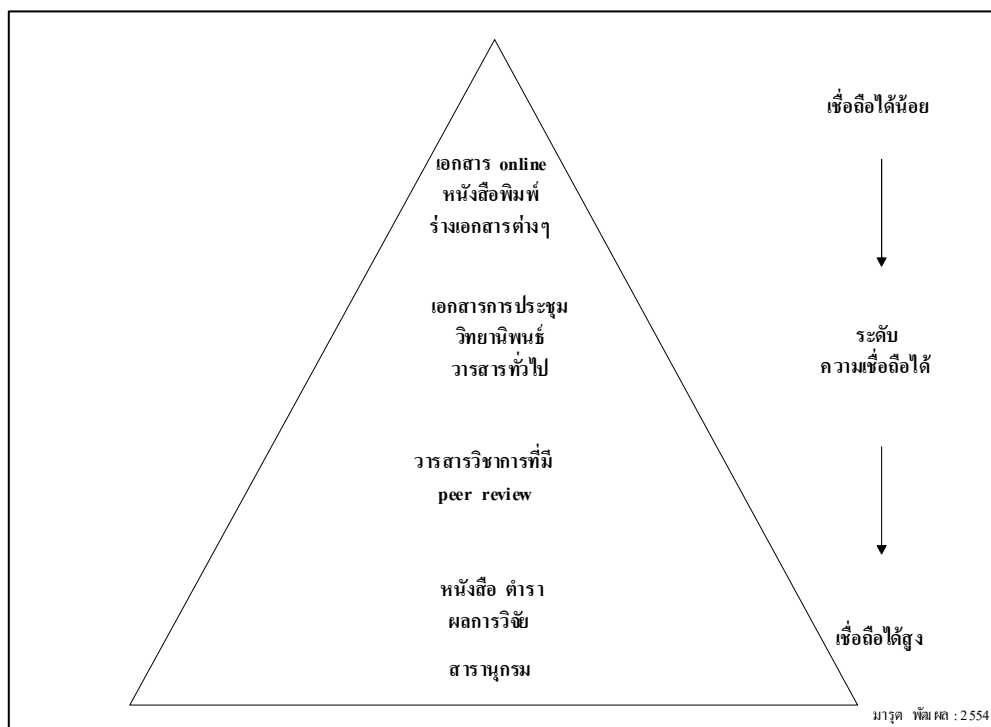 เชื่อถือได้น้อย
เอกสาร online
หนังสือพิมพ์
ร่างเอกสารต่างๆ
เอกสารการประชุม
วิทยานิพนธ์
วารสารทั่วไป
ระดับ
ความเชื่อถือได้
วารสารวิชาการที่มี
peer review
หนังสือ ตำรา
ผลการวิจัย
สารานุกรม
เชื่อถือได้สูง
มารุต พัฒผล : 2554